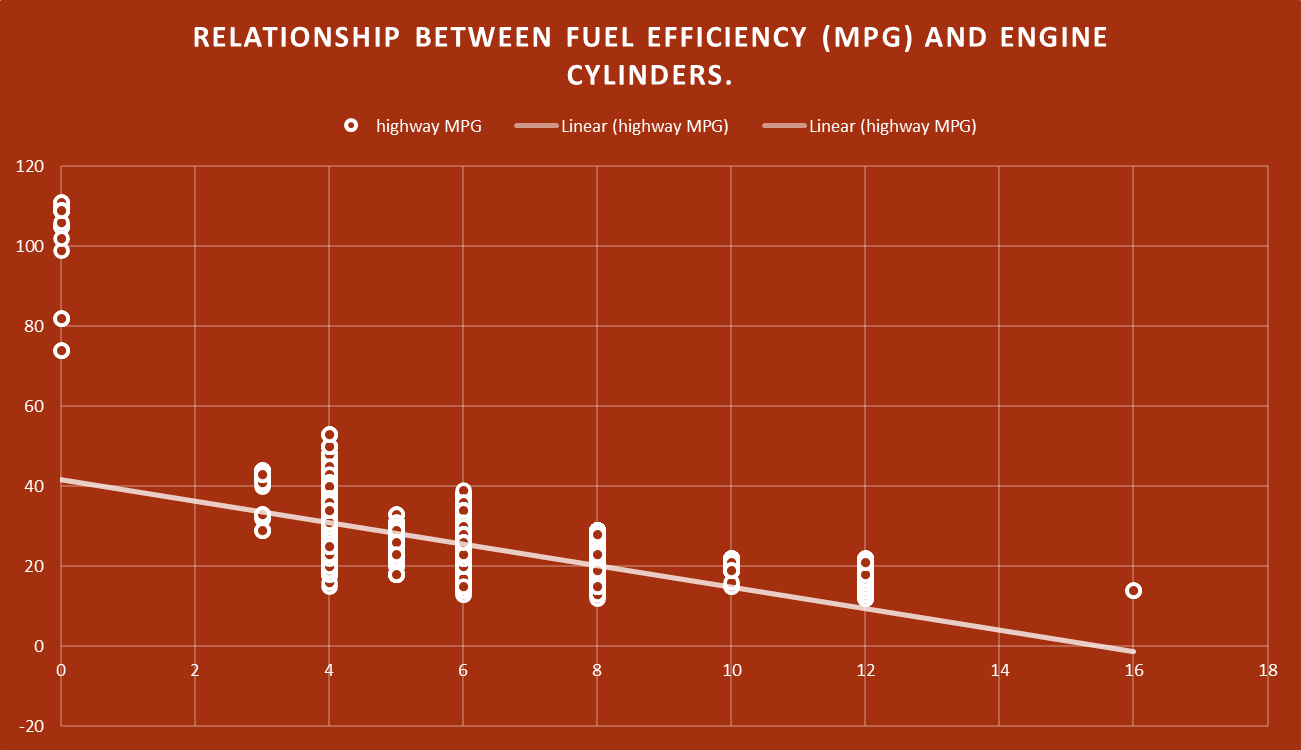 RELATIONSHIP BETWEEN FUEL EFFICIENCY (MPG) AND ENGINE
CYLINDERS.
highway MPG Linear (highway MPG) Linear (highway MPG)
120
100
80
60
40
20
0
0 2 4 6 8 10 12 14 16 18
-20